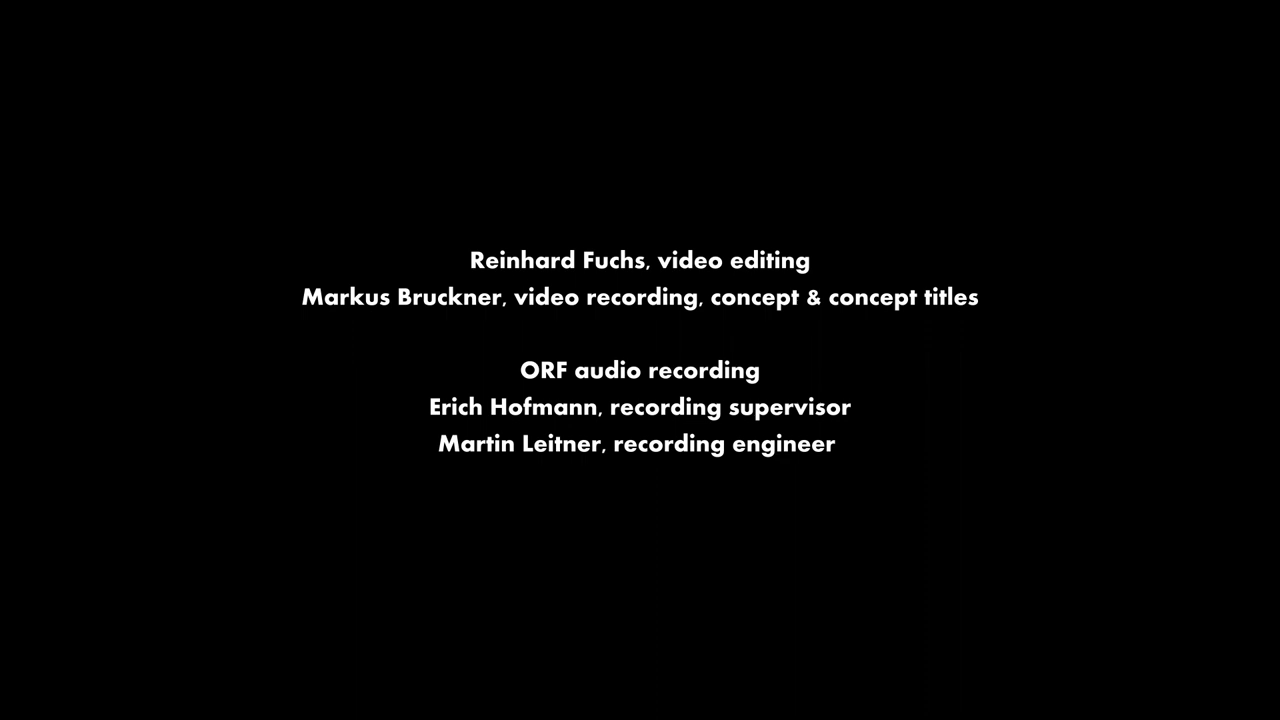 Reinhard Fuchs, video editing
Markus Bruckner, video recording, concept & concept titles
ORF audio recording
Erich Hofmann, recording supervisor
Martin Leitner, recording engineer